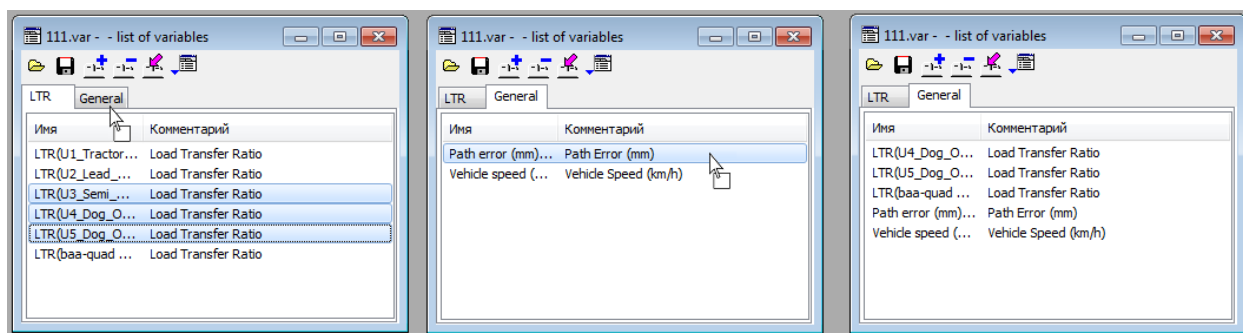 111.var - - list of variables
LTR General
Имя Комментарий
LTR(U1_Tractor... Load Transfer Ratio
LTR(U2_Lead_... Load Transfer Ratio
LTR(U3_Semi_... Load Transfer Ratio
LTR(U4_Dog_O... Load Transfer Ratio
LTR(U5_Dog_O... Load Transfer Ratio
LTR(baa-quad ... Load Transfer Ratio
111.var - - list of variables
LTR General
Имя Комментарий
Path error (mm)... Path Error (mm)
Vehicle speed (... Vehicle Speed (km/h)
111.var - - list of variables
LTR General
Имя Комментарий
LTR(U4_Dog_O... Load Transfer Ratio
LTR(U5_Dog_O... Load Transfer Ratio
LTR(baa-quad ... Load Transfer Ratio
Path error (mm)... Path Error (mm)
Vehicle speed (... Vehicle Speed (km/h)